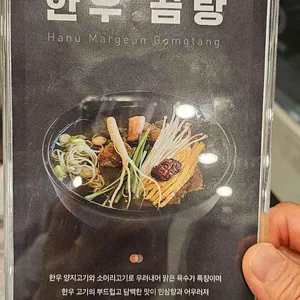 한우 곰탕
Hanu Margeun Gomgtang
한우 양지고기와 소머리고기로 우려내어 맑은 육수가 특징이며
한우 고기의 부드럽고 담백한 맛이 인삼향과 어우러져